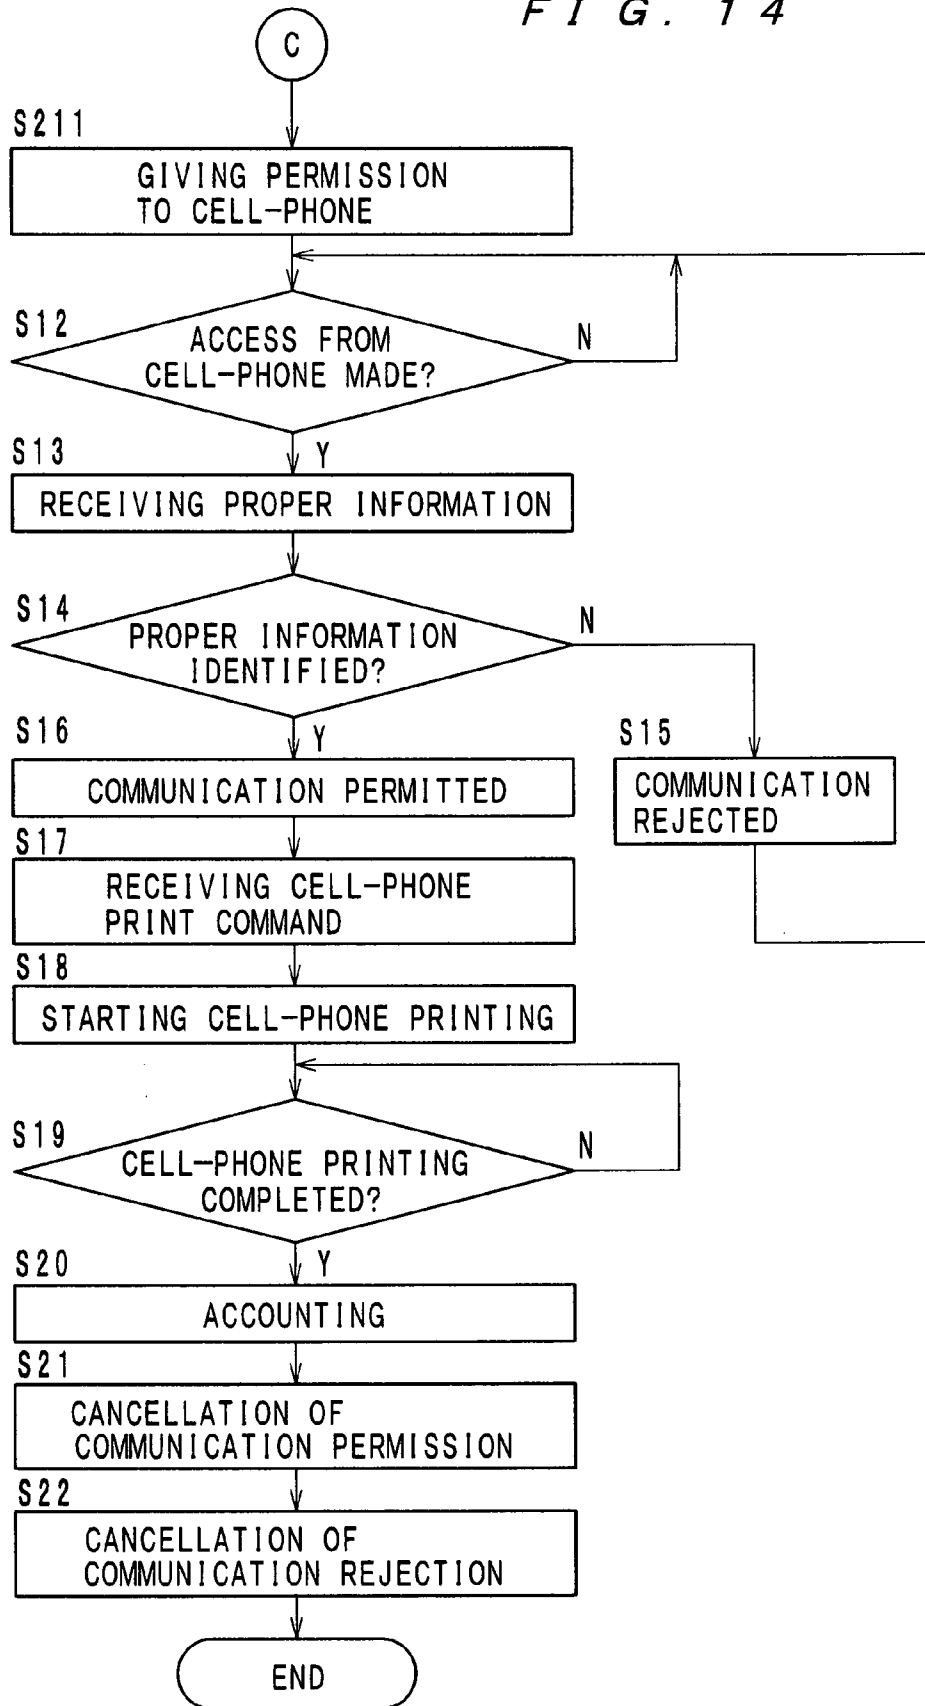 FIG. 14
C
S211
GIVING PERMISSION
TO CELL-PHONE
S12
ACCESS FROM
CELL-PHONE MADE?
N
Y
S13
RECEIVING PROPER INFORMATION
S14
PROPER INFORMATION
IDENTIFIED?
N
Y
S16
COMMUNICATION PERMITTED
S15
COMMUNICATION
REJECTED
S17
RECEIVING CELL-PHONE
PRINT COMMAND
S18
STARTING CELL-PHONE PRINTING
S19
CELL-PHONE PRINTING
COMPLETED?
N
Y
S20
ACCOUNTING
S21
CANCELLATION OF
COMMUNICATION PERMISSION
S22
CANCELLATION OF
COMMUNICATION REJECTION
END